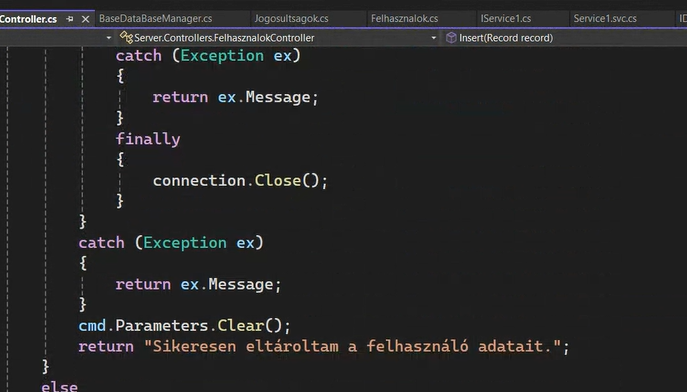 Controller.cs BaseDataBaseManager.cs Jogosultsagok.cs Felhasznalok.cs IService1.cs Service1.svc.cs
Server.Controllers.FelhasznalokController Insert(Record record)
catch (Exception ex)
{
return ex.Message;
}
finally
{
connection.Close();
}
}
catch (Exception ex)
{
return ex.Message;
}
cmd.Parameters.Clear();
return "Sikeresen eltároltam a felhasználó adatait.";
}
else